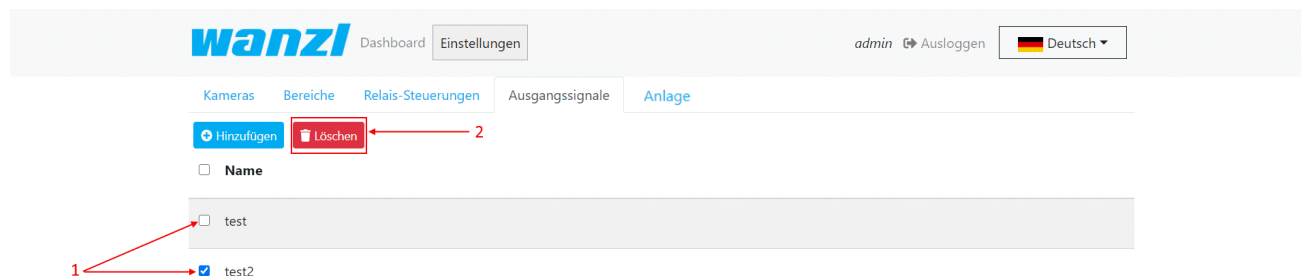 wanzl Dashboard Einstellungen admin Ausloggen Deutsch
Kameras Bereiche Relais-Steuerungen Ausgangssignale Anlage
Hinzufügen Löschen 2
Name
test
1 test2